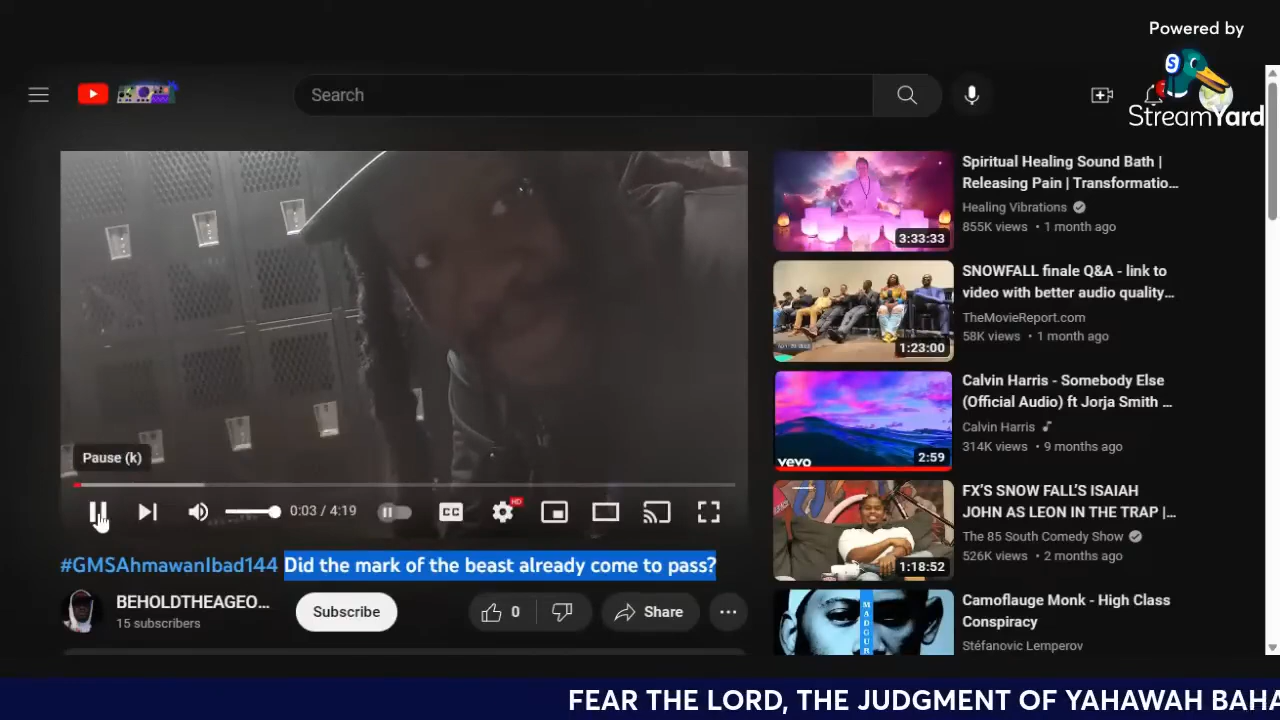 Powered by
StreamYard
Search
Pause (k)
0:03 / 4:19
CC
HD
#GMSAhmawanIbad144 Did the mark of the beast already come to pass?
BEHOLDTHEAGEO...
15 subscribers
Subscribe
0
Share
3:33:33
Spiritual Healing Sound Bath |
Releasing Pain | Transformatio...
Healing Vibrations
855K views • 1 month ago
1:23:00
SNOWFALL finale Q&A - link to
video with better audio quality...
TheMovieReport.com
58K views • 1 month ago
vevo
2:59
Calvin Harris - Somebody Else
(Official Audio) ft Jorja Smith ...
Calvin Harris
314K views • 9 months ago
1:18:52
FX'S SNOW FALL'S ISAIAH
JOHN AS LEON IN THE TRAP |...
The 85 South Comedy Show
526K views • 2 months ago
Camoflauge Monk - High Class
Conspiracy
Stéfanovic Lemperov
FEAR THE LORD, THE JUDGMENT OF YAHAWAH BAHA